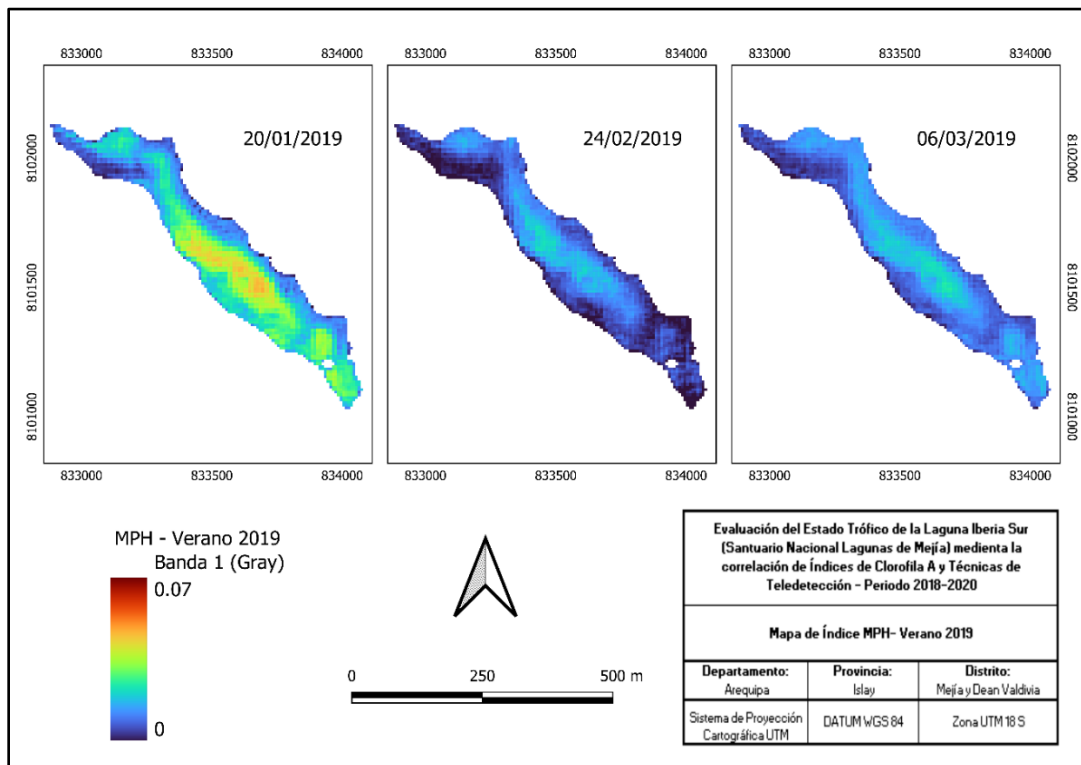 833000 833500 834000
833000 833500 834000
833000 833500 834000
20/01/2019
24/02/2019
06/03/2019
8102000
8101500
8101000
8102000
8101500
8101000
833000 833500 834000
833000 833500 834000
833000 833500 834000
MPH - Verano 2019
Banda 1 (Gray)
0.07
0
0 250 500 m
Evaluación del Estado Trófico de la Laguna Iberia Sur
(Santuario Nacional Lagunas de Mejía) medienta la
correlación de Índices de Clorofila A y Técnicas de
Teledetección - Periodo 2018-2020
Mapa de Índice MPH- Verano 2019
Departamento:
Arequipa
Provincia:
Islay
Distrito:
Mejía y Dean Valdivia
Sistema de Proyección
Cartográfica UTM
DATUM WGS 84
Zona UTM 18 S